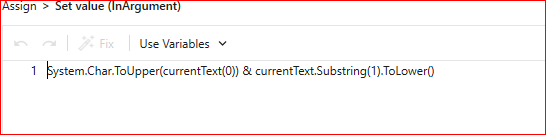 Assign > Set value (InArgument)
Fix Use Variables
1 System.Char.ToUpper(currentText(0)) & currentText.Substring(1).ToLower()